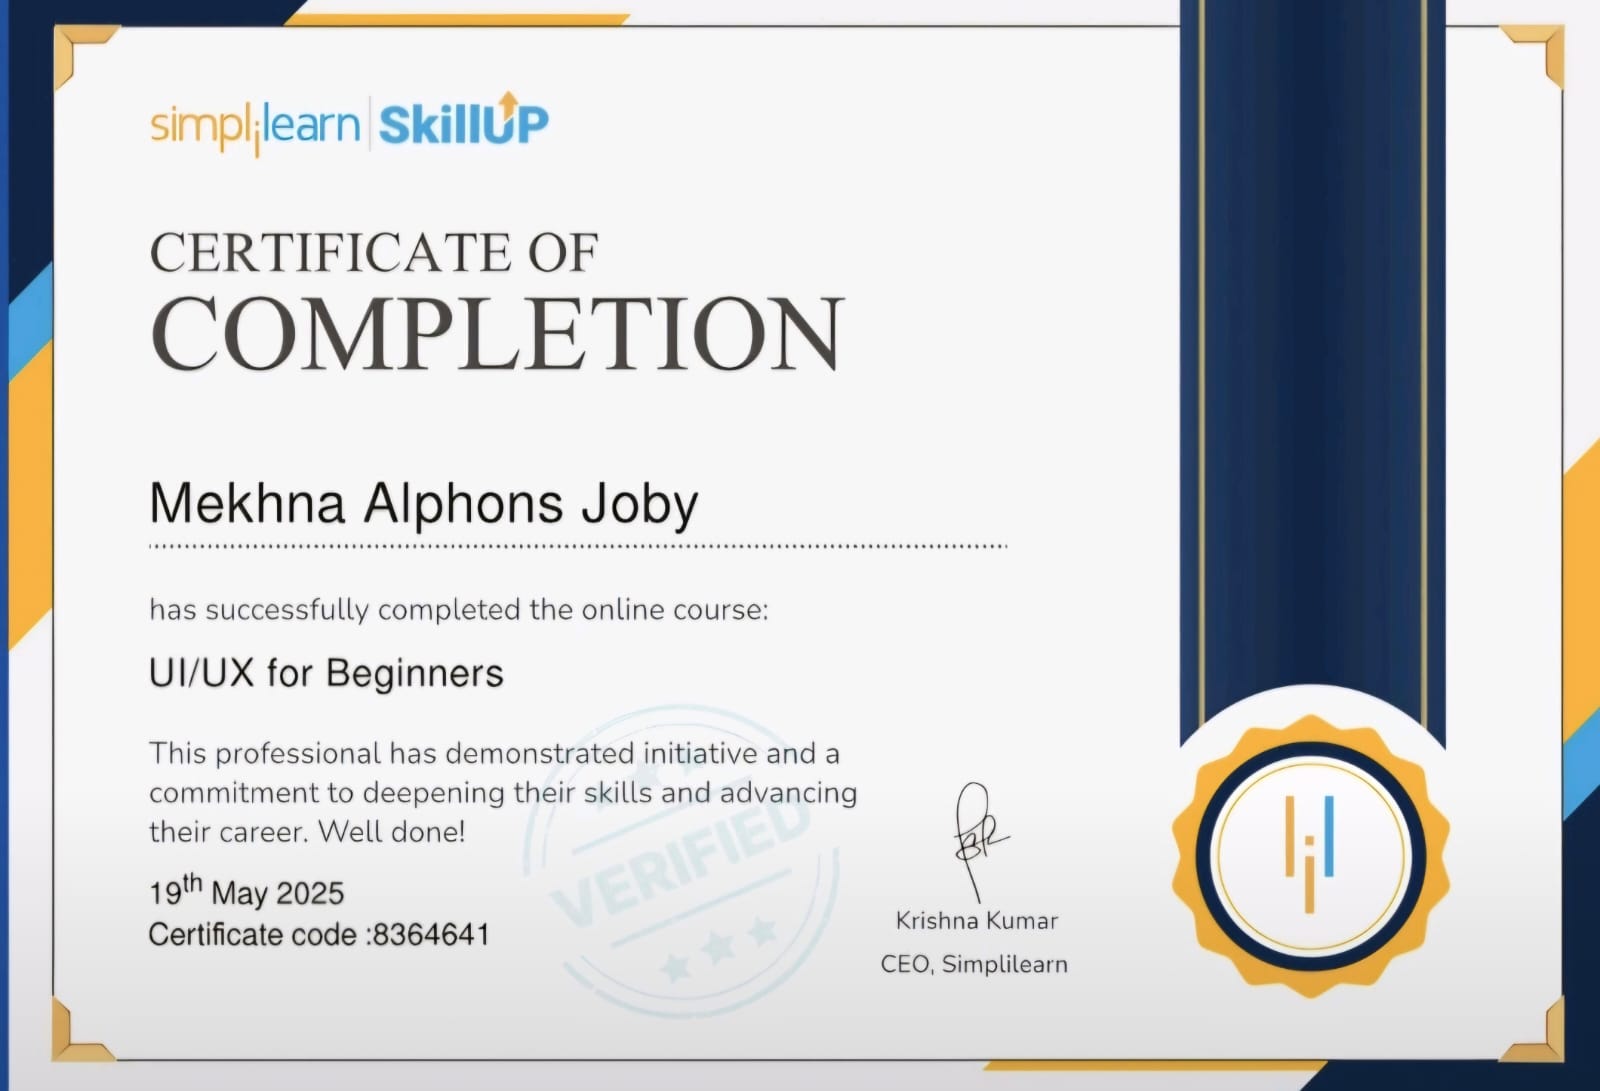 simplilearn | SkillUP
CERTIFICATE OF
COMPLETION
Mekhna Alphons Joby
has successfully completed the online course:
UI/UX for Beginners
This professional has demonstrated initiative and a
commitment to deepening their skills and advancing
their career. Well done!
19th May 2025
Certificate code :8364641
VERIFIED
Krishna Kumar
CEO, Simplilearn